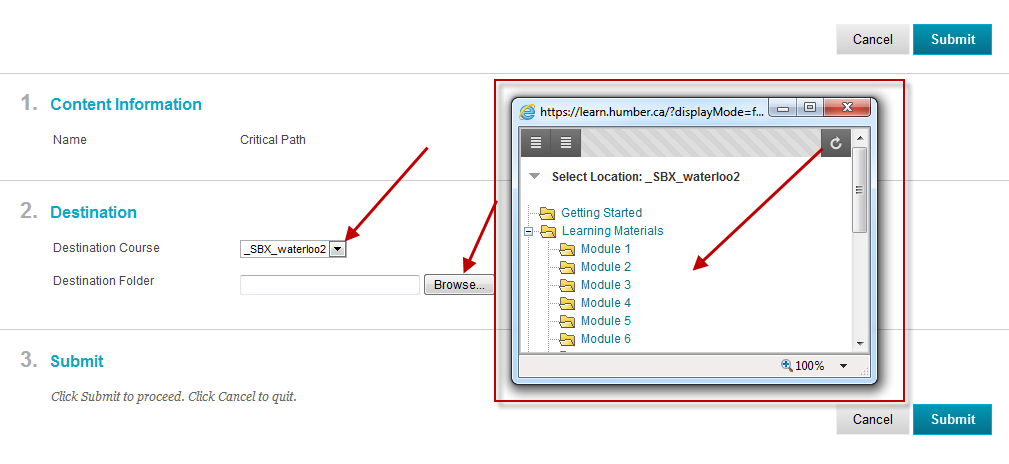 Cancel Submit
1. Content Information
Name Critical Path
2. Destination
Destination Course _SBX_waterloo2
Destination Folder Browse...
3. Submit
Click Submit to proceed. Click Cancel to quit.
https://learn.humber.ca/?displayMode=f...
Select Location: _SBX_waterloo2
Getting Started
Learning Materials
Module 1
Module 2
Module 3
Module 4
Module 5
Module 6
100%
Cancel Submit